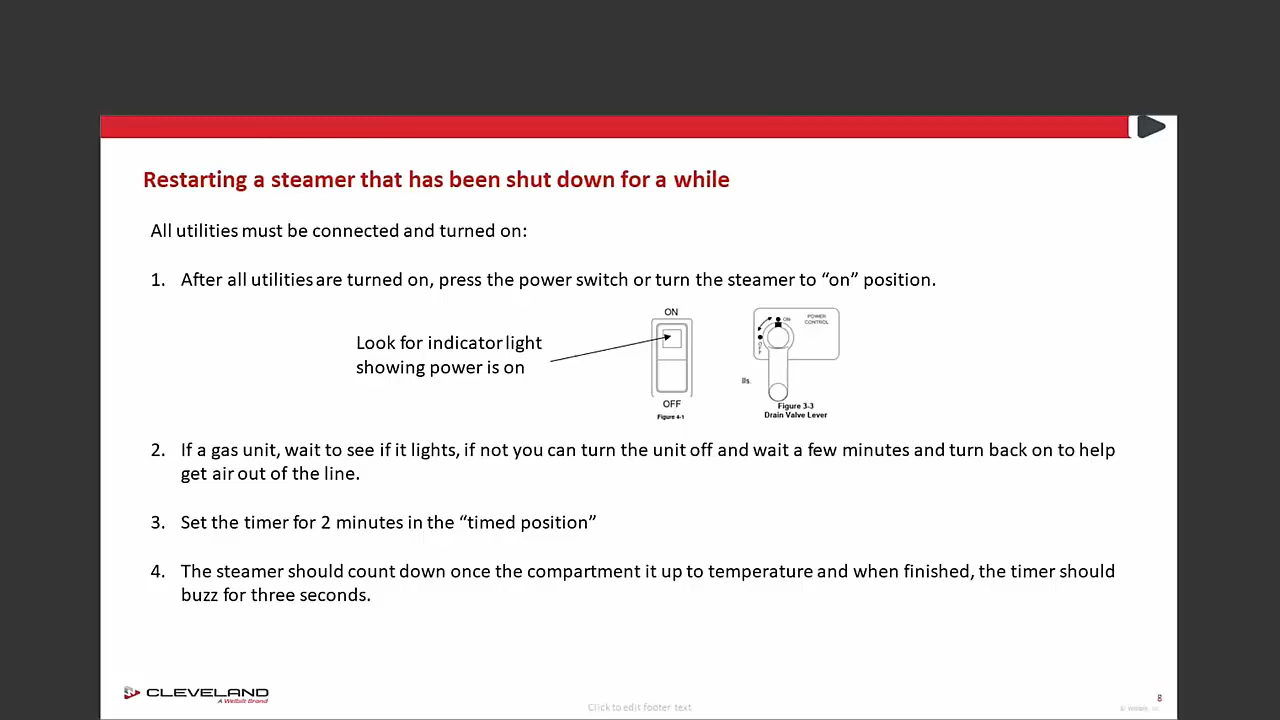 Restarting a steamer that has been shut down for a while
All utilities must be connected and turned on:
1. After all utilities are turned on, press the power switch or turn the steamer to “on” position.
Look for indicator light
showing power is on
ON
OFF
Figure 4-1
ON
OFF
POWER
CONTROL
lls.
Figure 3-3
Drain Valve Lever
2. If a gas unit, wait to see if it lights, if not you can turn the unit off and wait a few minutes and turn back on to help
get air out of the line.
3. Set the timer for 2 minutes in the “timed position”
4. The steamer should count down once the compartment it up to temperature and when finished, the timer should
buzz for three seconds.
CLEVELAND
A Welbilt Brand
Click to edit footer text
8
© Welbilt, Inc